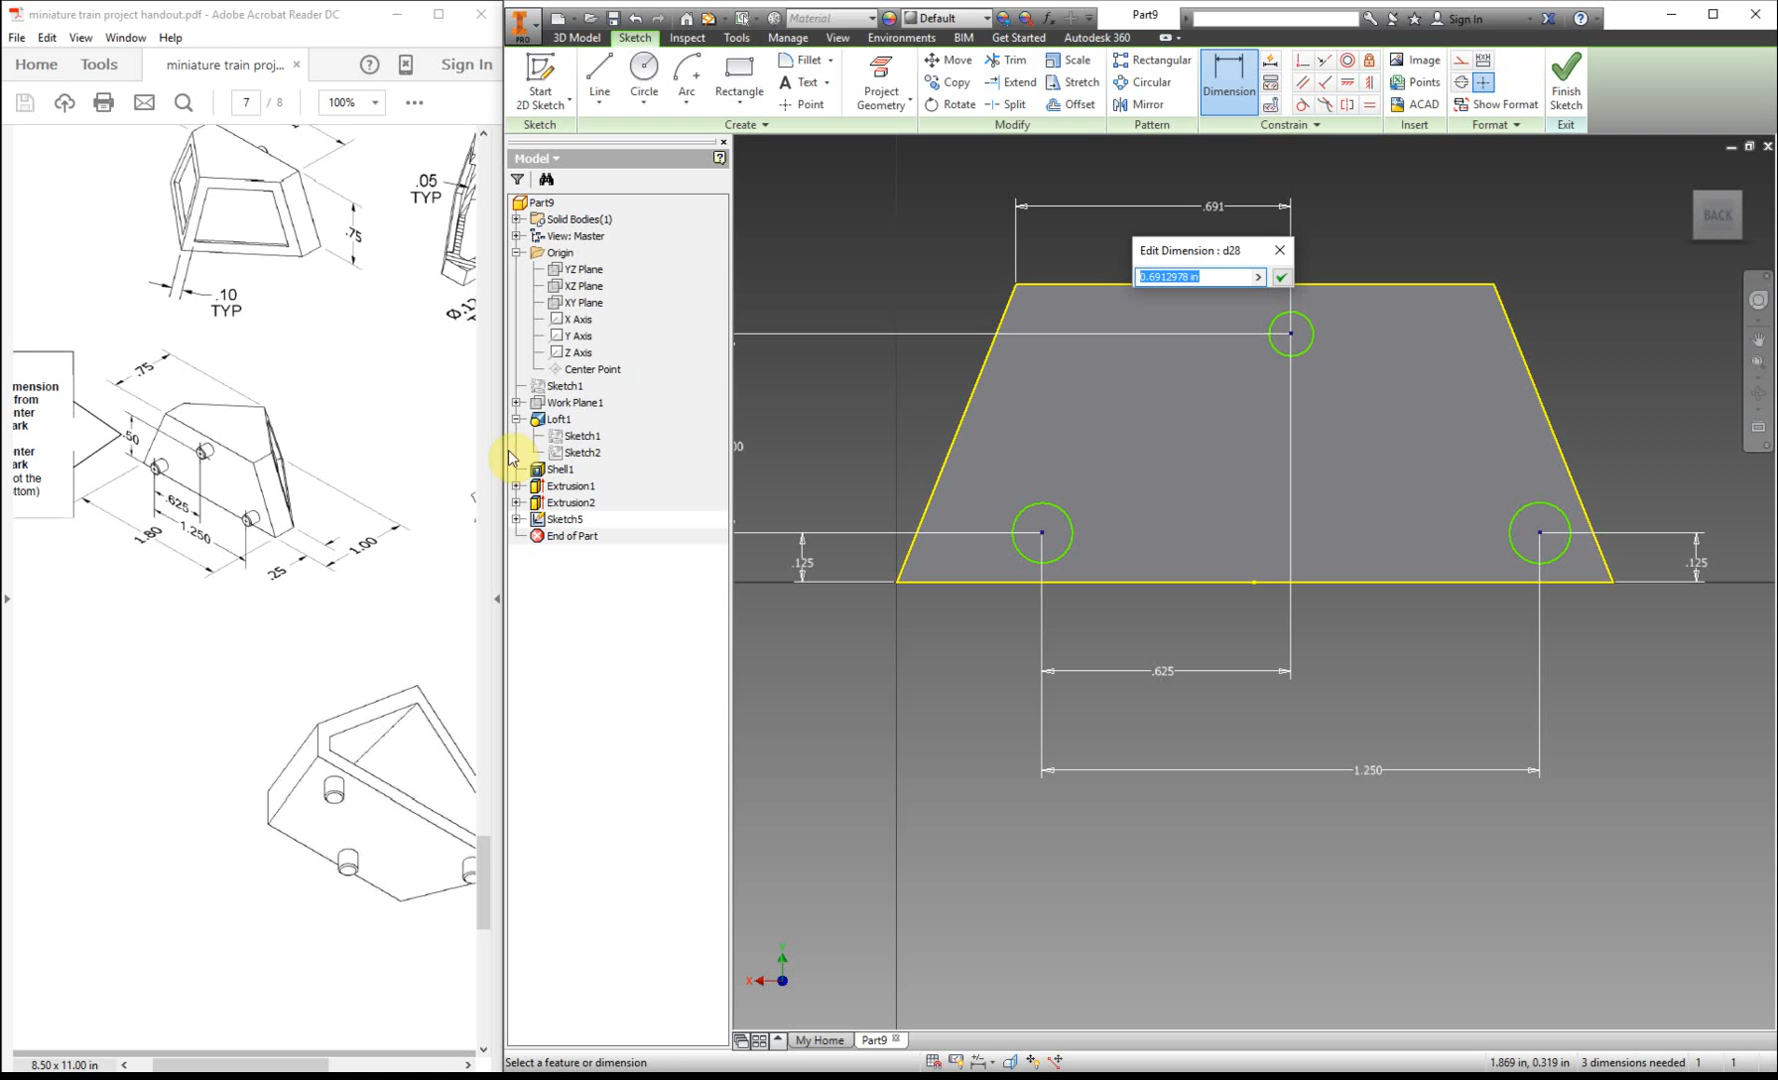 miniature train project handout.pdf - Adobe Acrobat Reader DC
File Edit View Window Help
Home Tools miniature train proj... × Sign In
7 / 8 100%
.05
TYP
.75
.10
TYP
.75
mension
from
nter
ark
nter
ark
ot the
ttom)
.50
.625
1.250
1.80
.25
1.00
8.50 x 11.00 in
PRO
Material
Default
Part9
Sign In
3D Model Sketch Inspect Tools Manage View Environments BIM Get Started Autodesk 360
Start
2D Sketch
Line
Circle
Arc
Rectangle
Fillet
Text
Point
Project
Geometry
Move
Copy
Rotate
Trim
Extend
Split
Scale
Stretch
Offset
Rectangular
Circular
Mirror
Dimension
Image
Points
ACAD
Show Format
Finish
Sketch
Sketch Create Modify Pattern Constrain Insert Format Exit
Model
Part9
Solid Bodies(1)
View: Master
Origin
YZ Plane
XZ Plane
XY Plane
X Axis
Y Axis
Z Axis
Center Point
Sketch1
Work Plane1
Loft1
Sketch1
Sketch2
Shell1
Extrusion1
Extrusion2
Sketch5
End of Part
BACK
.691
Edit Dimension : d28
0.6912978 in
00
.125
.125
.625
1.250
Y
X
My Home Part9
Select a feature or dimension
1.869 in, 0.319 in 3 dimensions needed 1 1